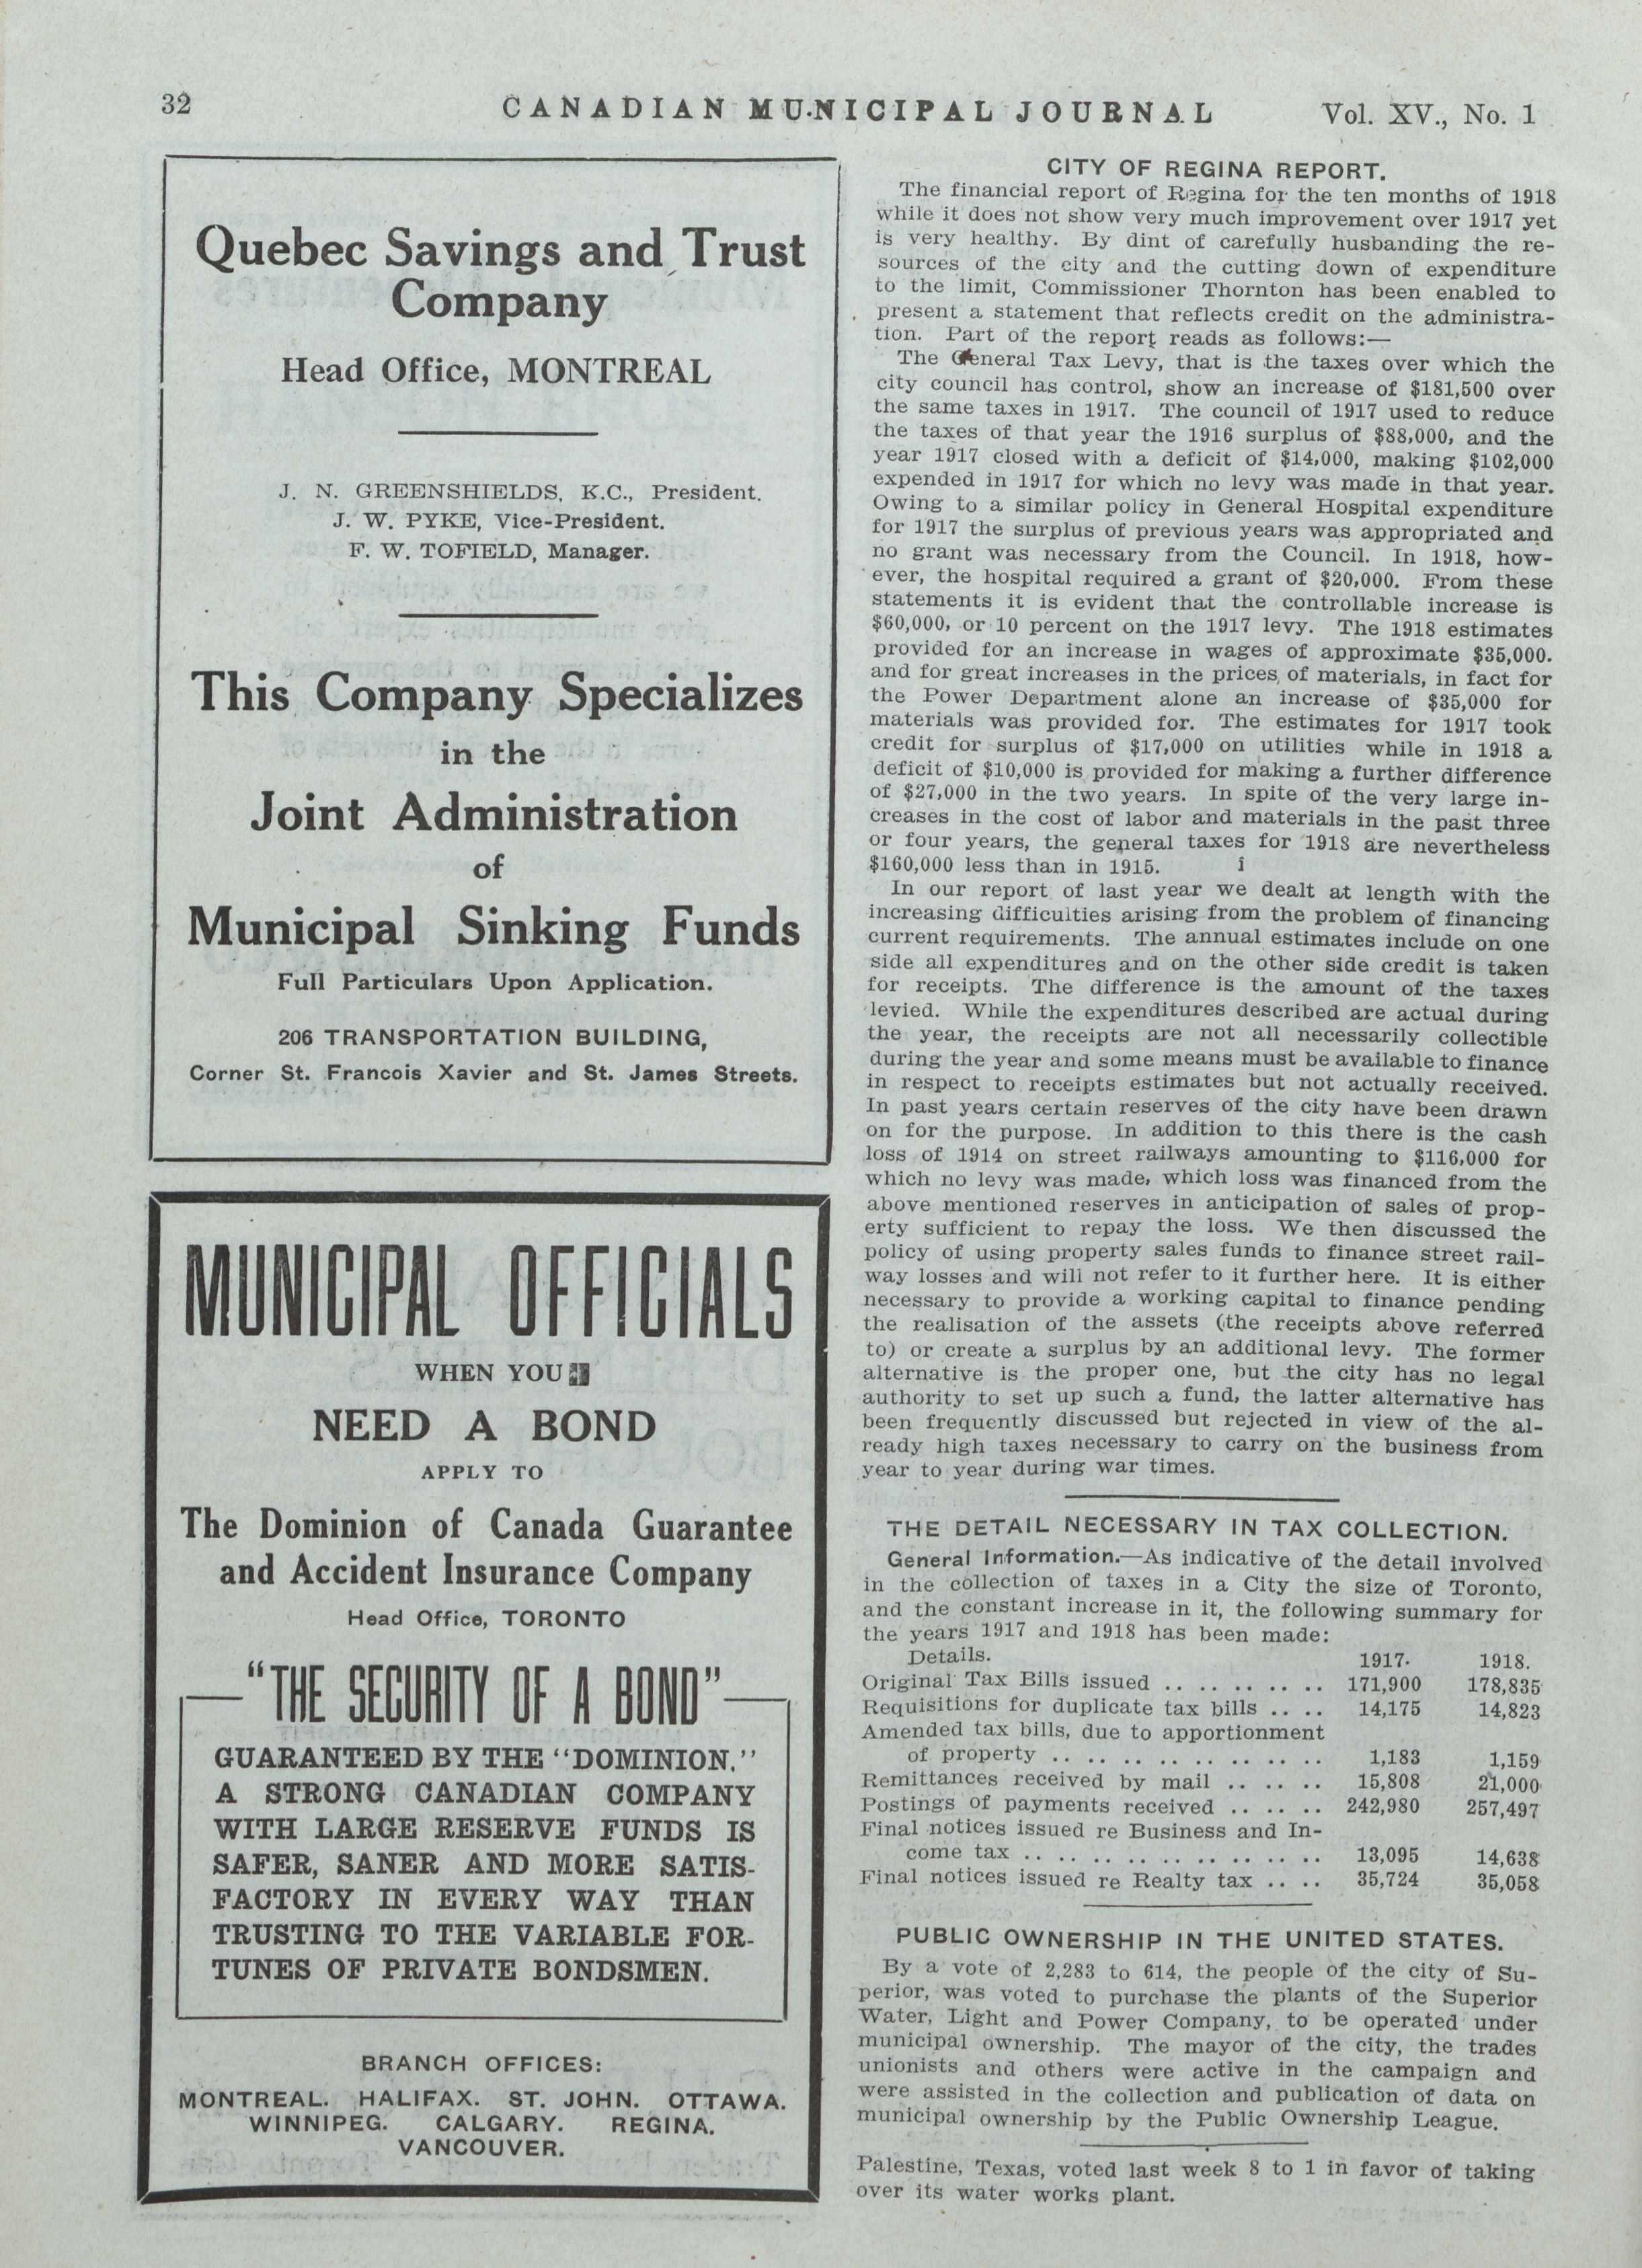 32
CANADIAN MUNICIPAL JOURNAL
Vol. XV., No. 1
Quebec Savings and Trust
Company
Head Office, MONTREAL
J. N. GREENSHIELDS, K.C., President.
J. W. PYKE, Vice-President.
F. W. TOFIELD, Manager.
This Company Specializes
in the
Joint Administration
of
Municipal Sinking Funds
Full Particulars Upon Application.
206 TRANSPORTATION BUILDING,
Corner St. Francois Xavier and St. James Streets.
MUNICIPAL OFFICIALS
WHEN YOU
NEED A BOND
APPLY TO
The Dominion of Canada Guarantee
and Accident Insurance Company
Head Office, TORONTO
"THE SECURITY OF A BOND"
GUARANTEED BY THE "DOMINION."
A STRONG CANADIAN COMPANY
WITH LARGE RESERVE FUNDS IS
SAFER, SANER AND MORE SATIS-
FACTORY IN EVERY WAY THAN
TRUSTING TO THE VARIABLE FOR-
TUNES OF PRIVATE BONDSMEN.
BRANCH OFFICES:
MONTREAL. HALIFAX. ST. JOHN. OTTAWA.
WINNIPEG. CALGARY. REGINA.
VANCOUVER.
CITY OF REGINA REPORT.
The financial report of Regina for the ten months of 1918
while it does not show very much improvement over 1917 yet
is very healthy. By dint of carefully husbanding the re-
sources of the city and the cutting down of expenditure
to the limit, Commissioner Thornton has been enabled to
present a statement that reflects credit on the administra-
tion. Part of the report reads as follows:—
The General Tax Levy, that is the taxes over which the
city council has control, show an increase of $181,500 over
the same taxes in 1917. The council of 1917 used to reduce
the taxes of that year the 1916 surplus of $88,000, and the
year 1917 closed with a deficit of $14,000, making $102,000
expended in 1917 for which no levy was made in that year.
Owing to a similar policy in General Hospital expenditure
for 1917 the surplus of previous years was appropriated and
no grant was necessary from the Council. In 1918, how-
ever, the hospital required a grant of $20,000. From these
statements it is evident that the controllable increase is
$60,000, or 10 percent on the 1917 levy. The 1918 estimates
provided for an increase in wages of approximate $35,000.
and for great increases in the prices of materials, in fact for
the Power Department alone an increase of $35,000 for
materials was provided for. The estimates for 1917 took
credit for surplus of $17,000 on utilities while in 1918 a
deficit of $10,000 is provided for making a further difference
of $27,000 in the two years. In spite of the very large in-
creases in the cost of labor and materials in the past three
or four years, the general taxes for 1918 are nevertheless
$160,000 less than in 1915.
In our report of last year we dealt at length with the
increasing difficulties arising from the problem of financing
current requirements. The annual estimates include on one
side all expenditures and on the other side credit is taken
for receipts. The difference is the amount of the taxes
levied. While the expenditures described are actual during
the year, the receipts are not all necessarily collectible
during the year and some means must be available to finance
in respect to receipts estimates but not actually received.
In past years certain reserves of the city have been drawn
on for the purpose. In addition to this there is the cash
loss of 1914 on street railways amounting to $116,000 for
which no levy was made, which loss was financed from the
above mentioned reserves in anticipation of sales of prop-
erty sufficient to repay the loss. We then discussed the
policy of using property sales funds to finance street rail-
way losses and will not refer to it further here. It is either
necessary to provide a working capital to finance pending
the realisation of the assets (the receipts above referred
to) or create a surplus by an additional levy. The former
alternative is the proper one, but the city has no legal
authority to set up such a fund, the latter alternative has
been frequently discussed but rejected in view of the al-
ready high taxes necessary to carry on the business from
year to year during war times.
THE DETAIL NECESSARY IN TAX COLLECTION.
General Information.—As indicative of the detail involved
in the collection of taxes in a City the size of Toronto,
and the constant increase in it, the following summary for
the years 1917 and 1918 has been made:
Details. 1917. 1918.
Original Tax Bills issued .. .. .. .. .. 171,900 178,835
Requisitions for duplicate tax bills .. .. 14,175 14,823
Amended tax bills, due to apportionment
of property .. .. .. .. .. .. .. .. 1,183 1,159
Remittances received by mail .. .. .. 15,808 21,000
Postings of payments received .. .. .. 242,980 257,497
Final notices issued re Business and In-
come tax .. .. .. .. .. .. .. .. .. 13,095 14,638
Final notices issued re Realty tax .. .. 35,724 35,058
PUBLIC OWNERSHIP IN THE UNITED STATES.
By a vote of 2,283 to 614, the people of the city of Su-
perior, was voted to purchase the plants of the Superior
Water, Light and Power Company, to be operated under
municipal ownership. The mayor of the city, the trades
unionists and others were active in the campaign and
were assisted in the collection and publication of data on
municipal ownership by the Public Ownership League.
Palestine, Texas, voted last week 8 to 1 in favor of taking
over its water works plant.